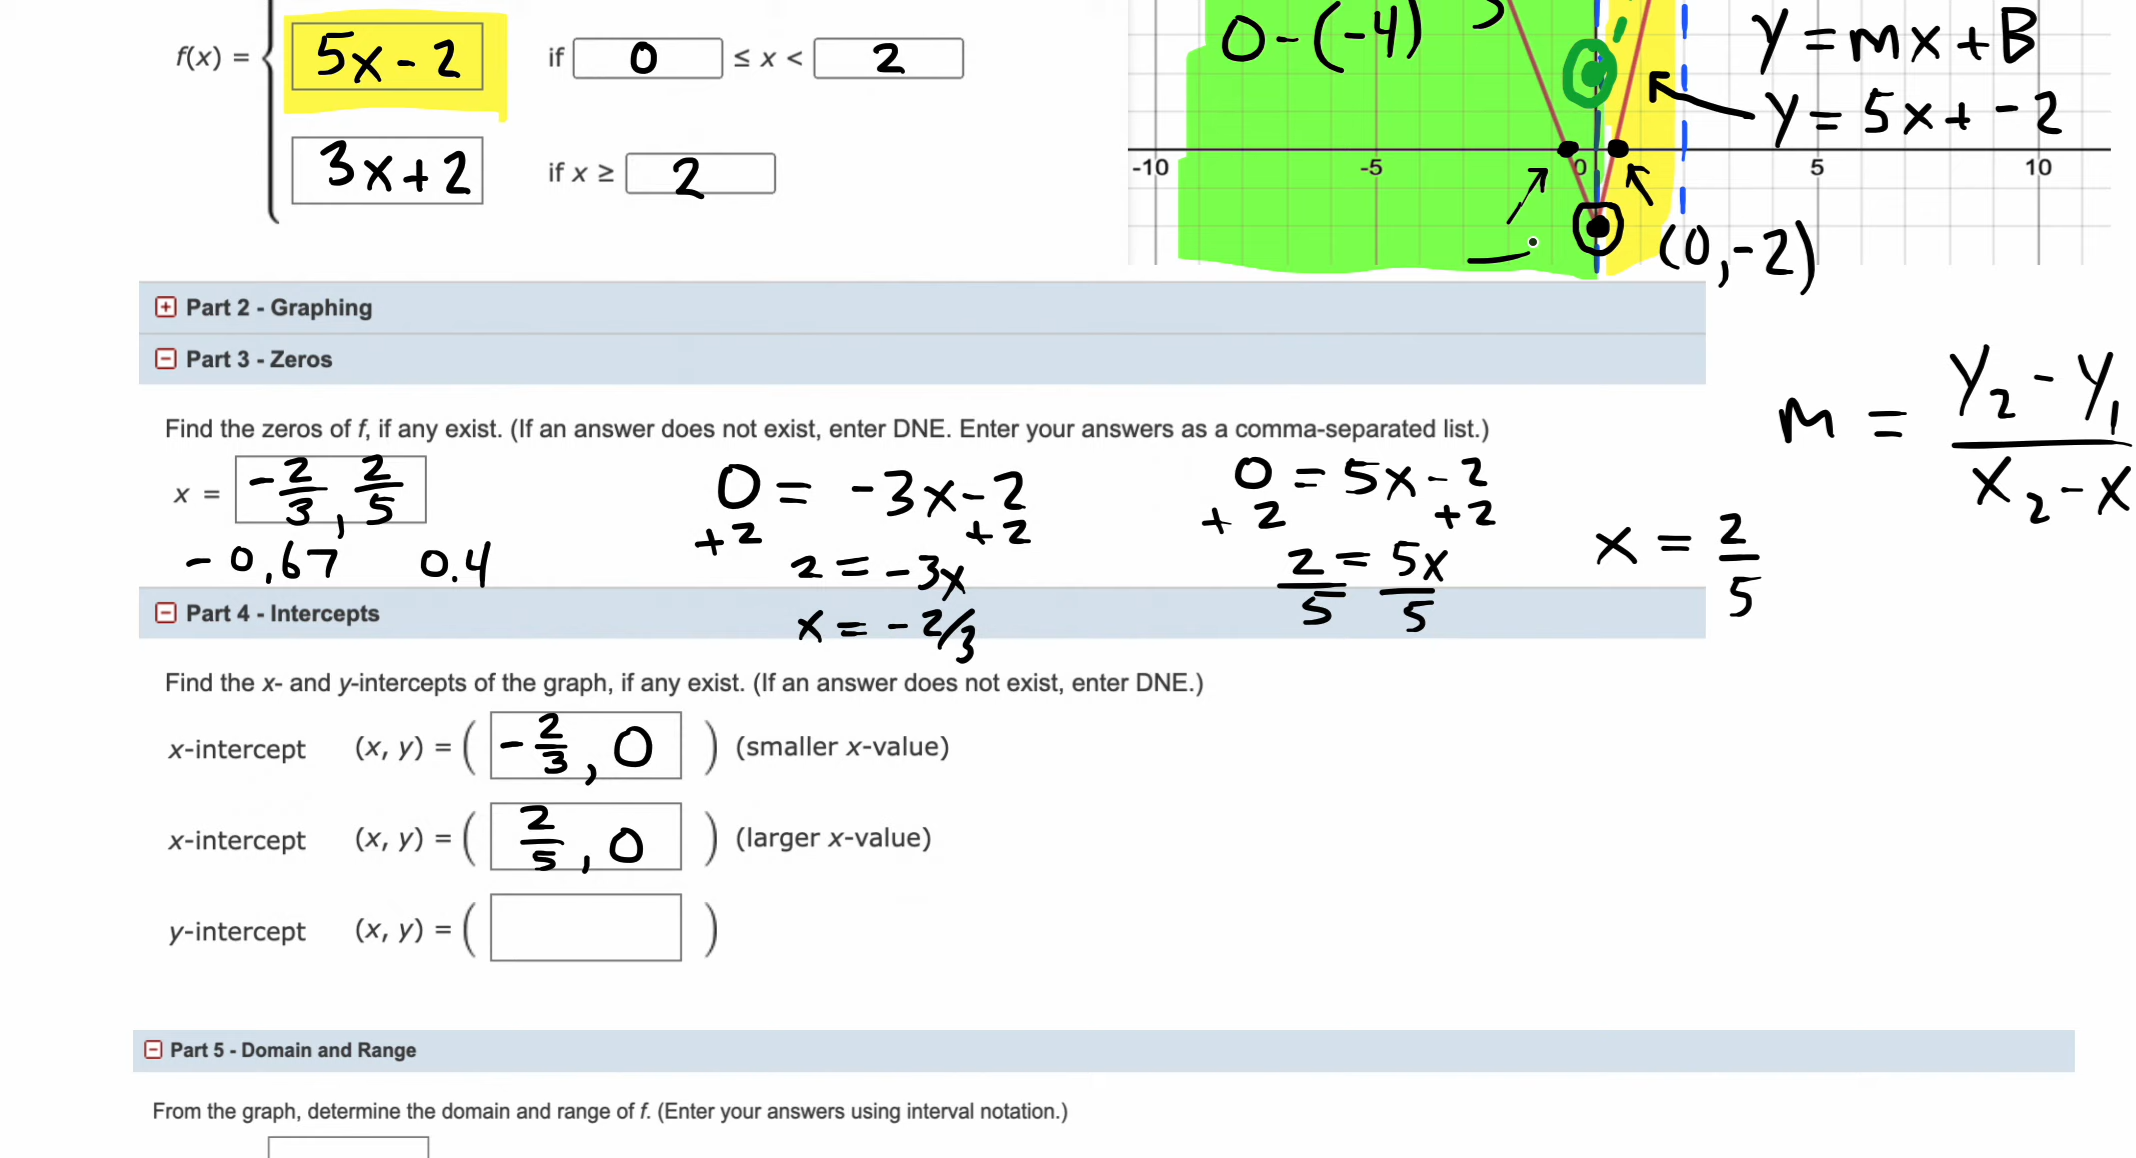 f(x) = { 5x - 2 if 0 ≤ x < 2
3x + 2 if x ≥ 2
0 - (-4)
y = mx + B
y = 5x + -2
-10 -5 0 5 10
(0, -2)
Part 2 - Graphing
Part 3 - Zeros
m = y2 - y1 / x2 - x
Find the zeros of f, if any exist. (If an answer does not exist, enter DNE. Enter your answers as a comma-separated list.)
x = -2/3, 2/5
-0,67 0.4
0 = -3x - 2
+2 +2
2 = -3x
x = -2/3
0 = 5x - 2
+2 +2
2/5 = 5x/5
x = 2/5
Part 4 - Intercepts
Find the x- and y-intercepts of the graph, if any exist. (If an answer does not exist, enter DNE.)
x-intercept (x, y) = ( -2/3, 0 ) (smaller x-value)
x-intercept (x, y) = ( 2/5, 0 ) (larger x-value)
y-intercept (x, y) = ( )
Part 5 - Domain and Range
From the graph, determine the domain and range of f. (Enter your answers using interval notation.)